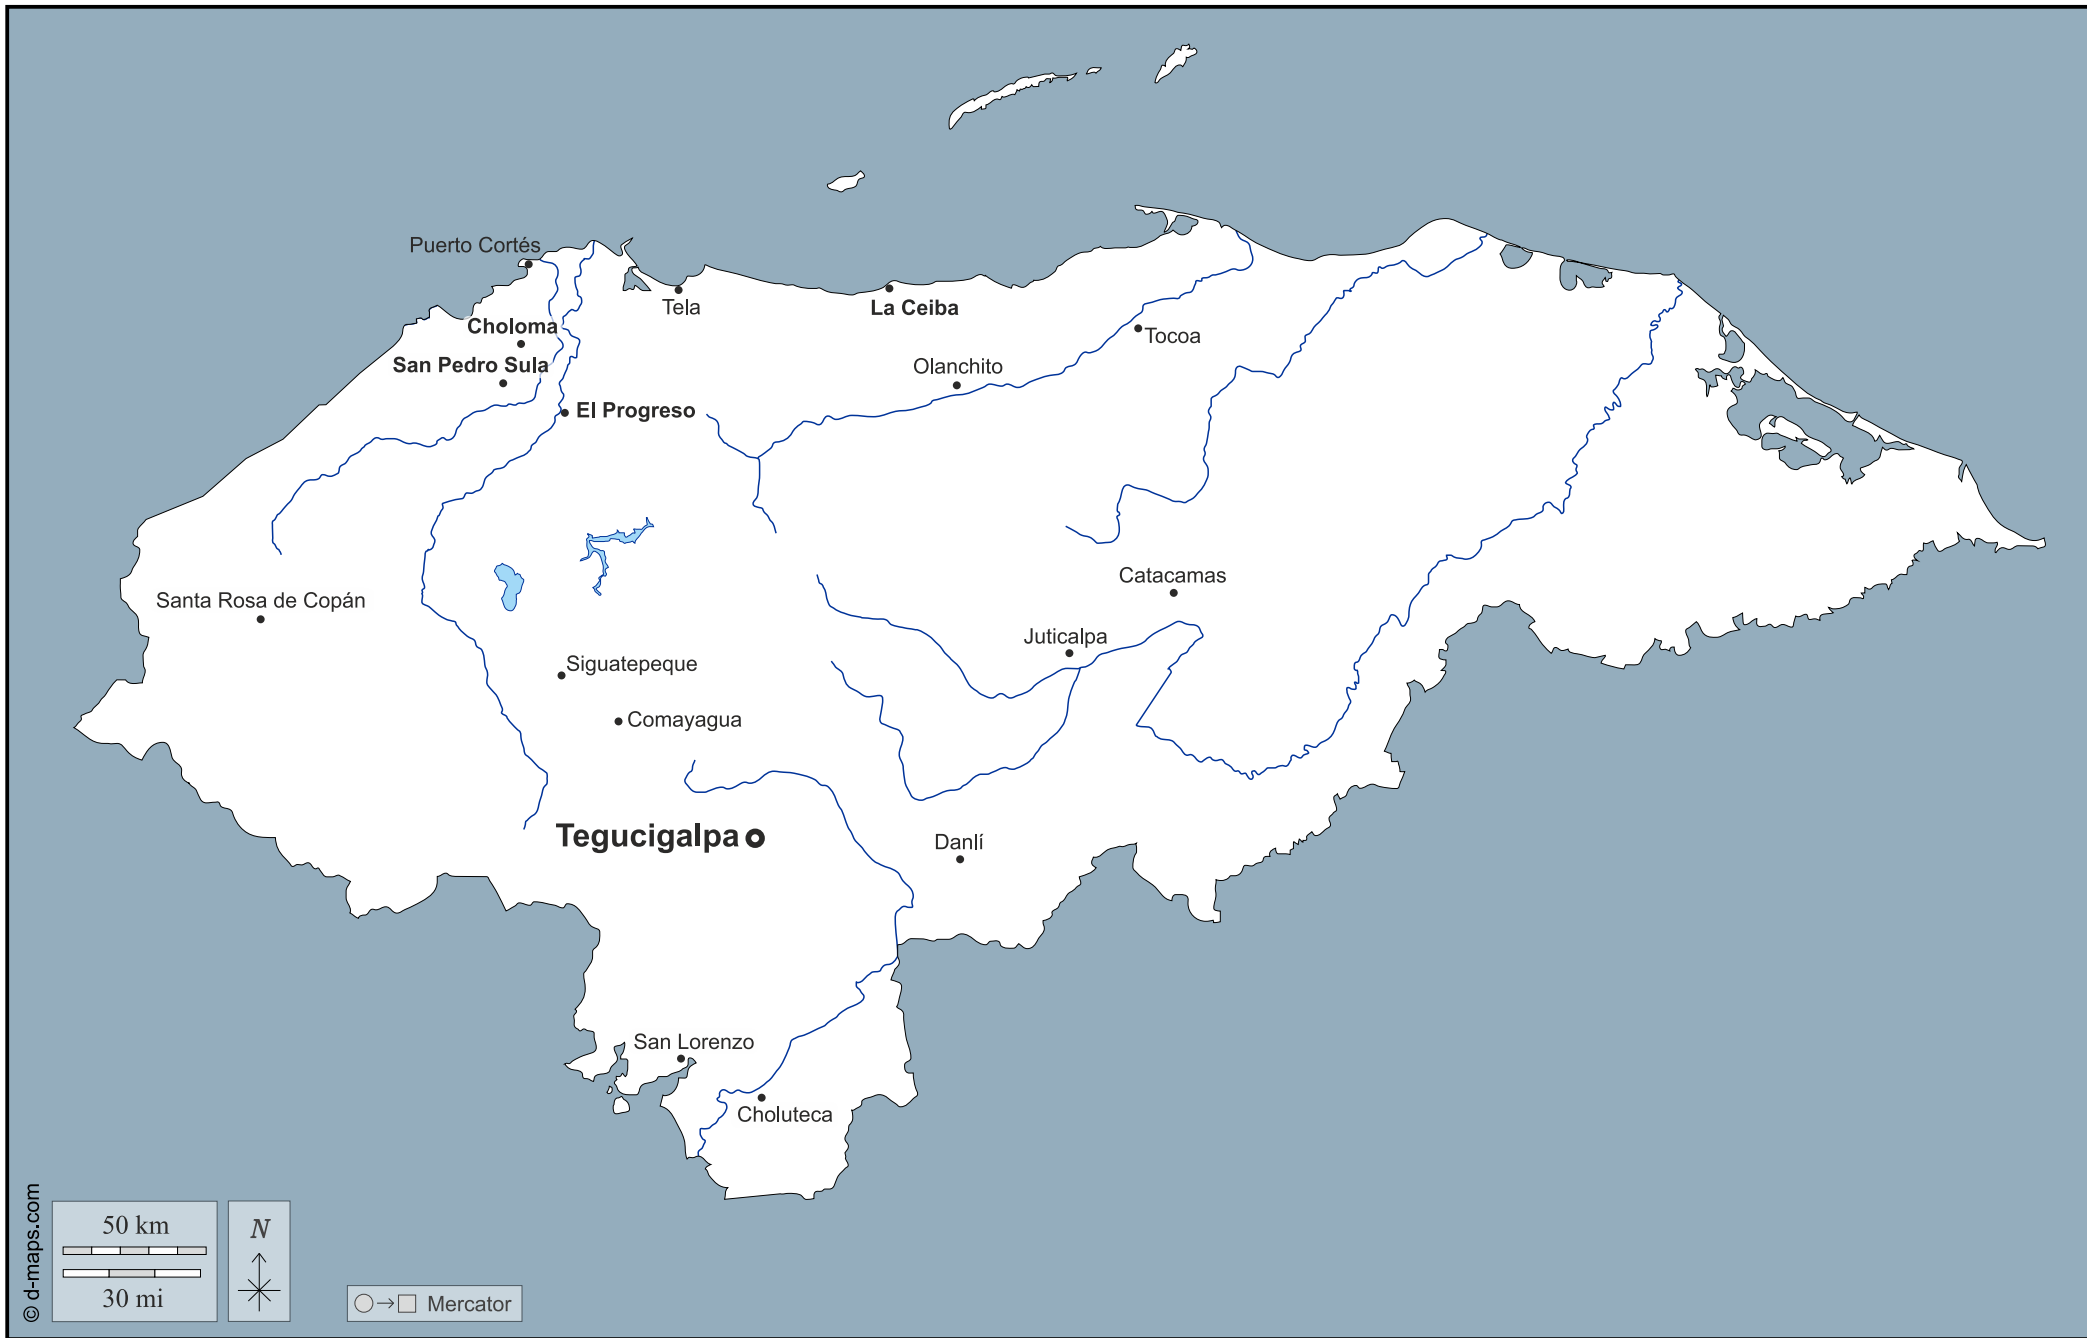 Puerto Cortés
Tela
La Ceiba
Choloma
Tocoa
San Pedro Sula
Olanchito
El Progreso
Catacamas
Santa Rosa de Copán
Juticalpa
Siguatepeque
Comayagua
Tegucigalpa
Danlí
San Lorenzo
Choluteca
© d-maps.com
50 km
30 mi
N
Mercator